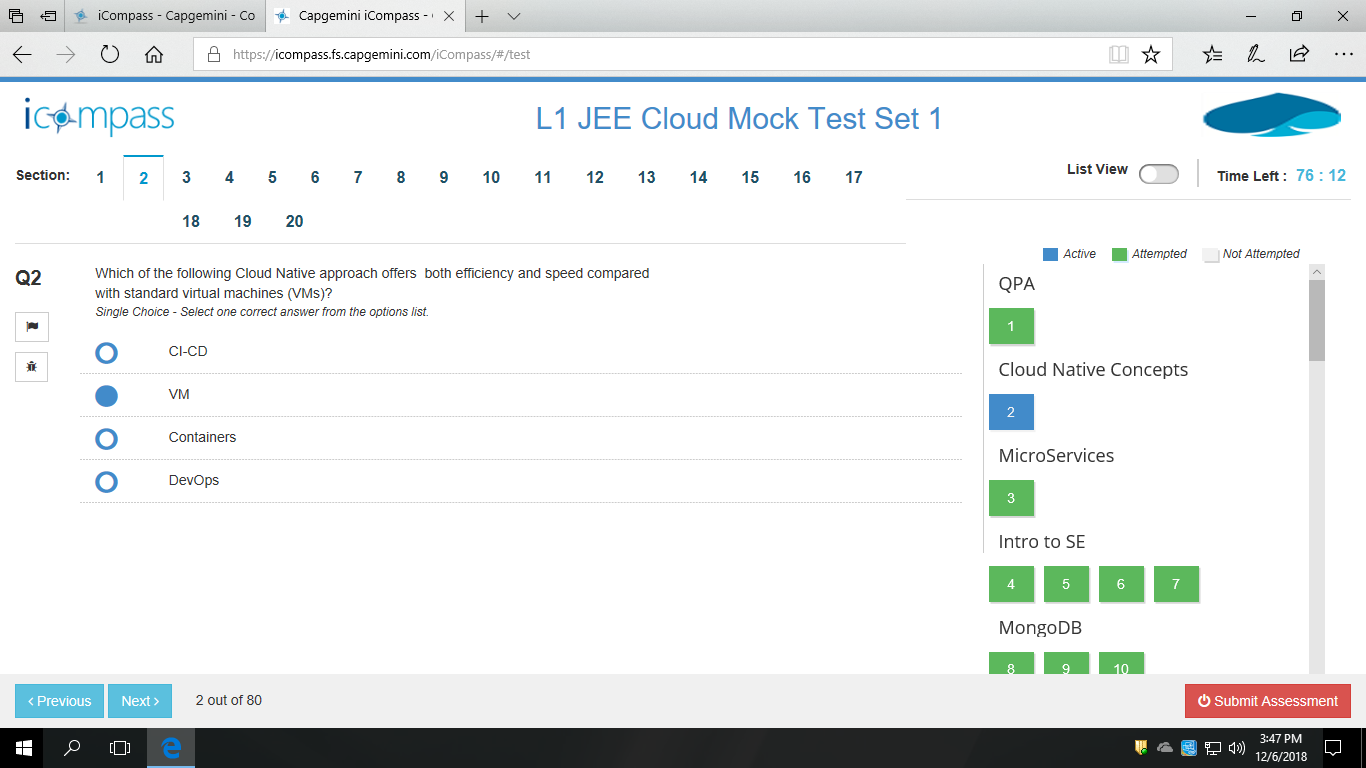 iCompass - Capgemini - Co
Capgemini iCompass -
https://icompass.fs.capgemini.com/iCompass/#/test
icompass
L1 JEE Cloud Mock Test Set 1
Section: 1 2 3 4 5 6 7 8 9 10 11 12 13 14 15 16 17
18 19 20
List View
Time Left : 76 : 12
Active Attempted Not Attempted
Q2
Which of the following Cloud Native approach offers both efficiency and speed compared
with standard virtual machines (VMs)?
Single Choice - Select one correct answer from the options list.
CI-CD
VM
Containers
DevOps
QPA
1
Cloud Native Concepts
2
MicroServices
3
Intro to SE
4 5 6 7
MongoDB
8 9 10
Previous Next 2 out of 80
Submit Assessment
3:47 PM
12/6/2018